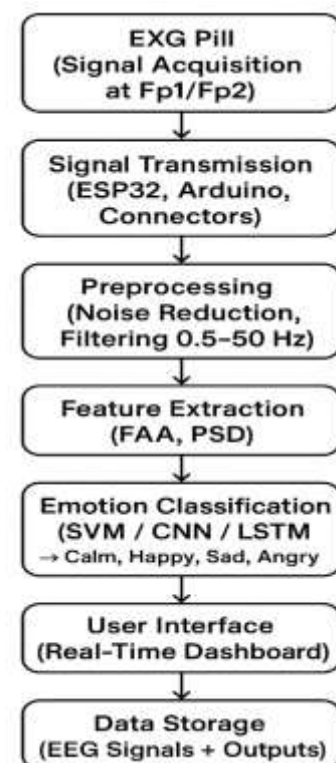 EXG Pill
(Signal Acquisition
at Fp1/Fp2)
Signal Transmission
(ESP32, Arduino,
Connectors)
Preprocessing
(Noise Reduction,
Filtering 0.5–50 Hz)
Feature Extraction
(FAA, PSD)
Emotion Classification
(SVM / CNN / LSTM
→ Calm, Happy, Sad, Angry
User Interface
(Real-Time Dashboard)
Data Storage
(EEG Signals + Outputs)